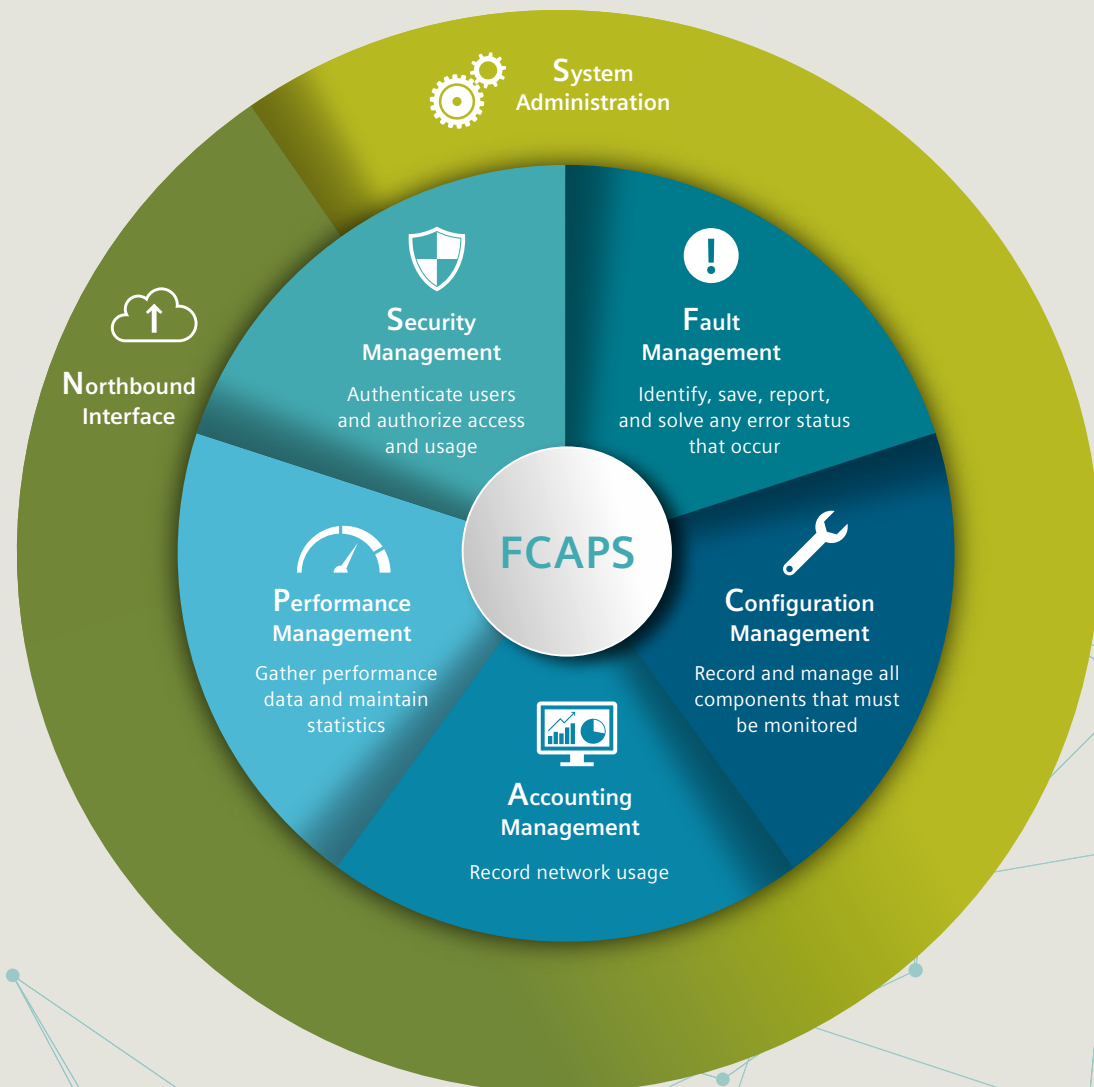 System
Administration
Northbound
Interface
Security
Management
Authenticate users
and authorize access
and usage
Fault
Management
Identify, save, report,
and solve any error status
that occur
FCAPS
Performance
Management
Gather performance
data and maintain
statistics
Configuration
Management
Record and manage all
components that must
be monitored
Accounting
Management
Record network usage